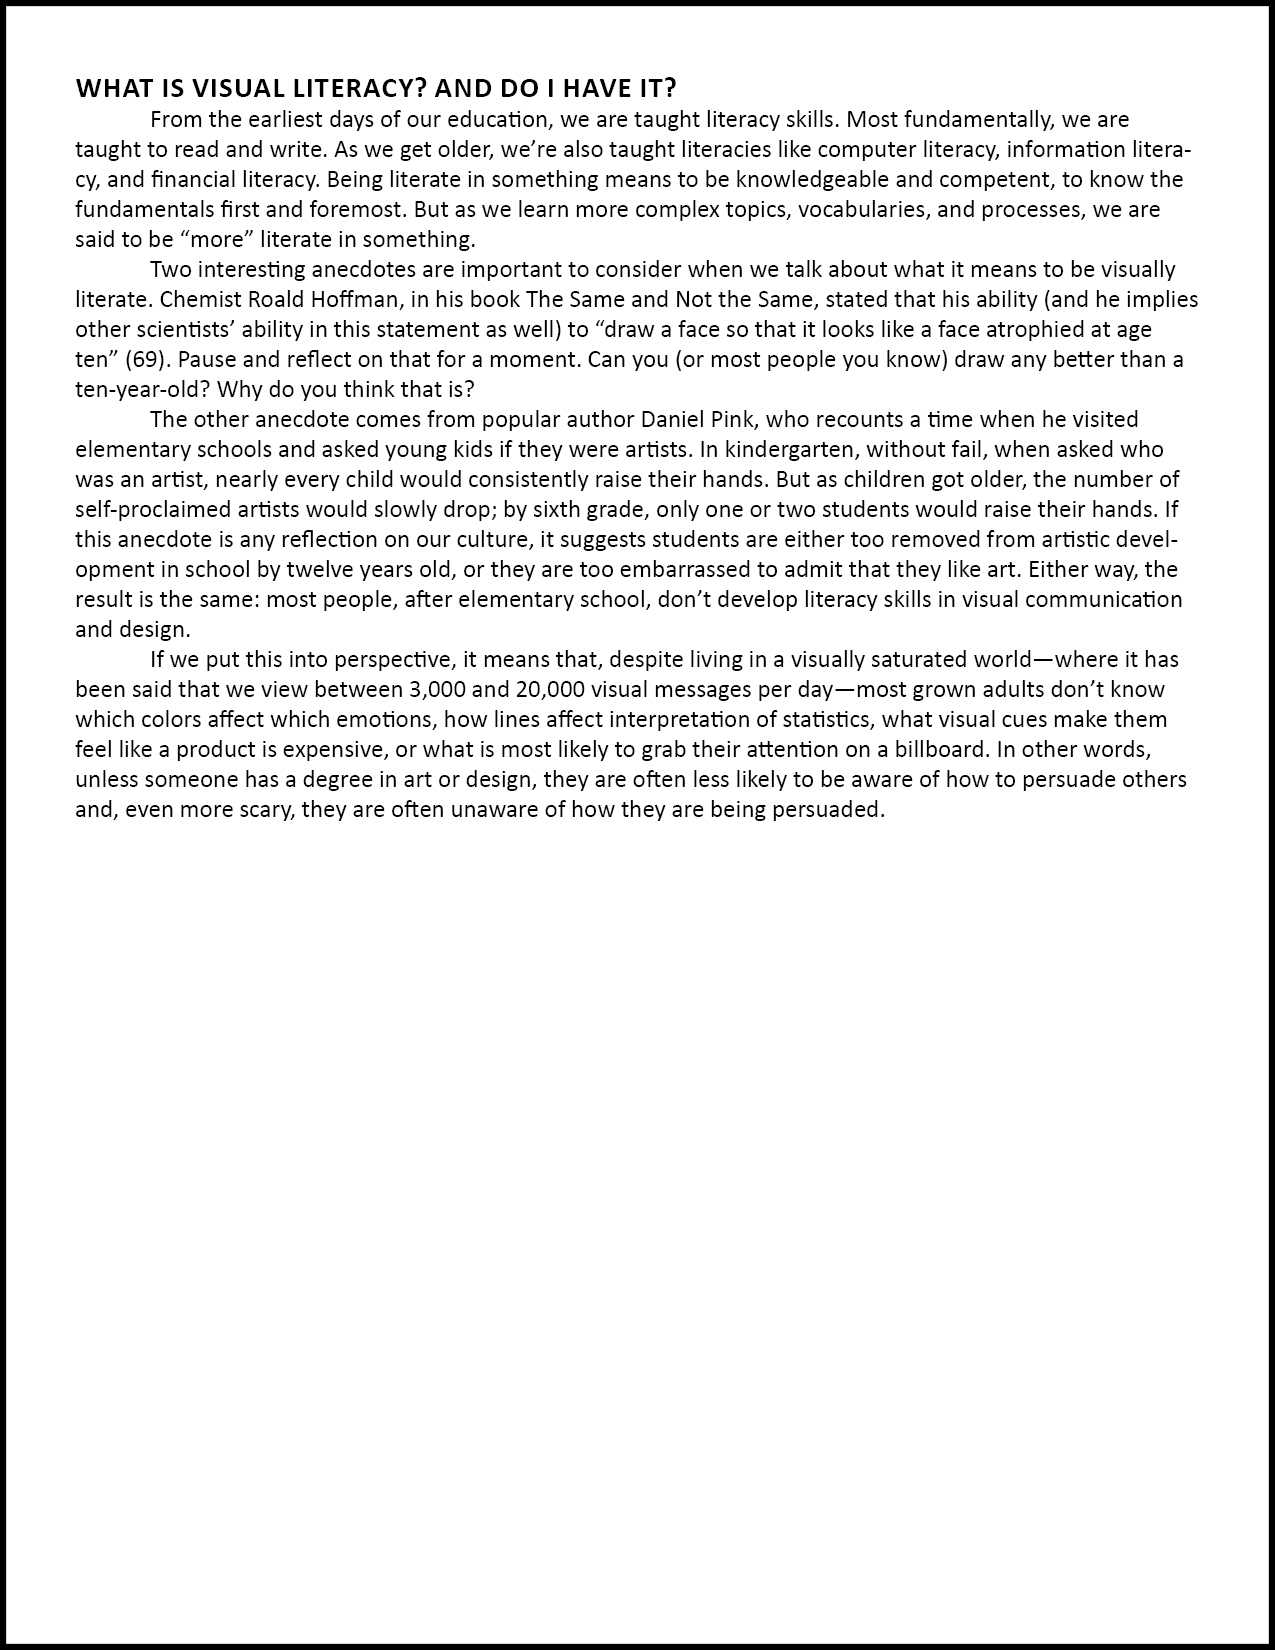 WHAT IS VISUAL LITERACY? AND DO I HAVE IT?
From the earliest days of our education, we are taught literacy skills. Most fundamentally, we are
taught to read and write. As we get older, we’re also taught literacies like computer literacy, information litera-
cy, and financial literacy. Being literate in something means to be knowledgeable and competent, to know the
fundamentals first and foremost. But as we learn more complex topics, vocabularies, and processes, we are
said to be “more” literate in something.
Two interesting anecdotes are important to consider when we talk about what it means to be visually
literate. Chemist Roald Hoffman, in his book The Same and Not the Same, stated that his ability (and he implies
other scientists’ ability in this statement as well) to “draw a face so that it looks like a face atrophied at age
ten” (69). Pause and reflect on that for a moment. Can you (or most people you know) draw any better than a
ten-year-old? Why do you think that is?
The other anecdote comes from popular author Daniel Pink, who recounts a time when he visited
elementary schools and asked young kids if they were artists. In kindergarten, without fail, when asked who
was an artist, nearly every child would consistently raise their hands. But as children got older, the number of
self-proclaimed artists would slowly drop; by sixth grade, only one or two students would raise their hands. If
this anecdote is any reflection on our culture, it suggests students are either too removed from artistic devel-
opment in school by twelve years old, or they are too embarrassed to admit that they like art. Either way, the
result is the same: most people, after elementary school, don’t develop literacy skills in visual communication
and design.
If we put this into perspective, it means that, despite living in a visually saturated world—where it has
been said that we view between 3,000 and 20,000 visual messages per day—most grown adults don’t know
which colors affect which emotions, how lines affect interpretation of statistics, what visual cues make them
feel like a product is expensive, or what is most likely to grab their attention on a billboard. In other words,
unless someone has a degree in art or design, they are often less likely to be aware of how to persuade others
and, even more scary, they are often unaware of how they are being persuaded.